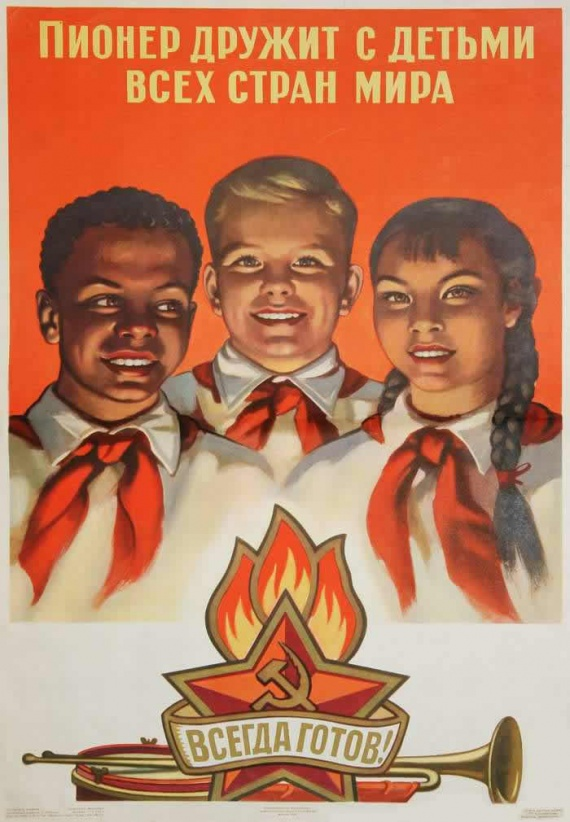 ПИОНЕР ДРУЖИТ С ДЕТЬМИ
ВСЕХ СТРАН МИРА
ВСЕГДА ГОТОВ!